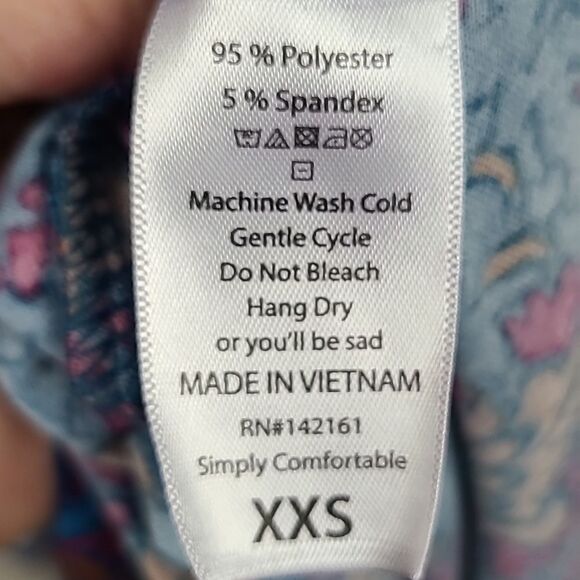 95 % Polyester
5 % Spandex
Machine Wash Cold
Gentle Cycle
Do Not Bleach
Hang Dry
or you'll be sad
MADE IN VIETNAM
RN#142161
Simply Comfortable
XXS